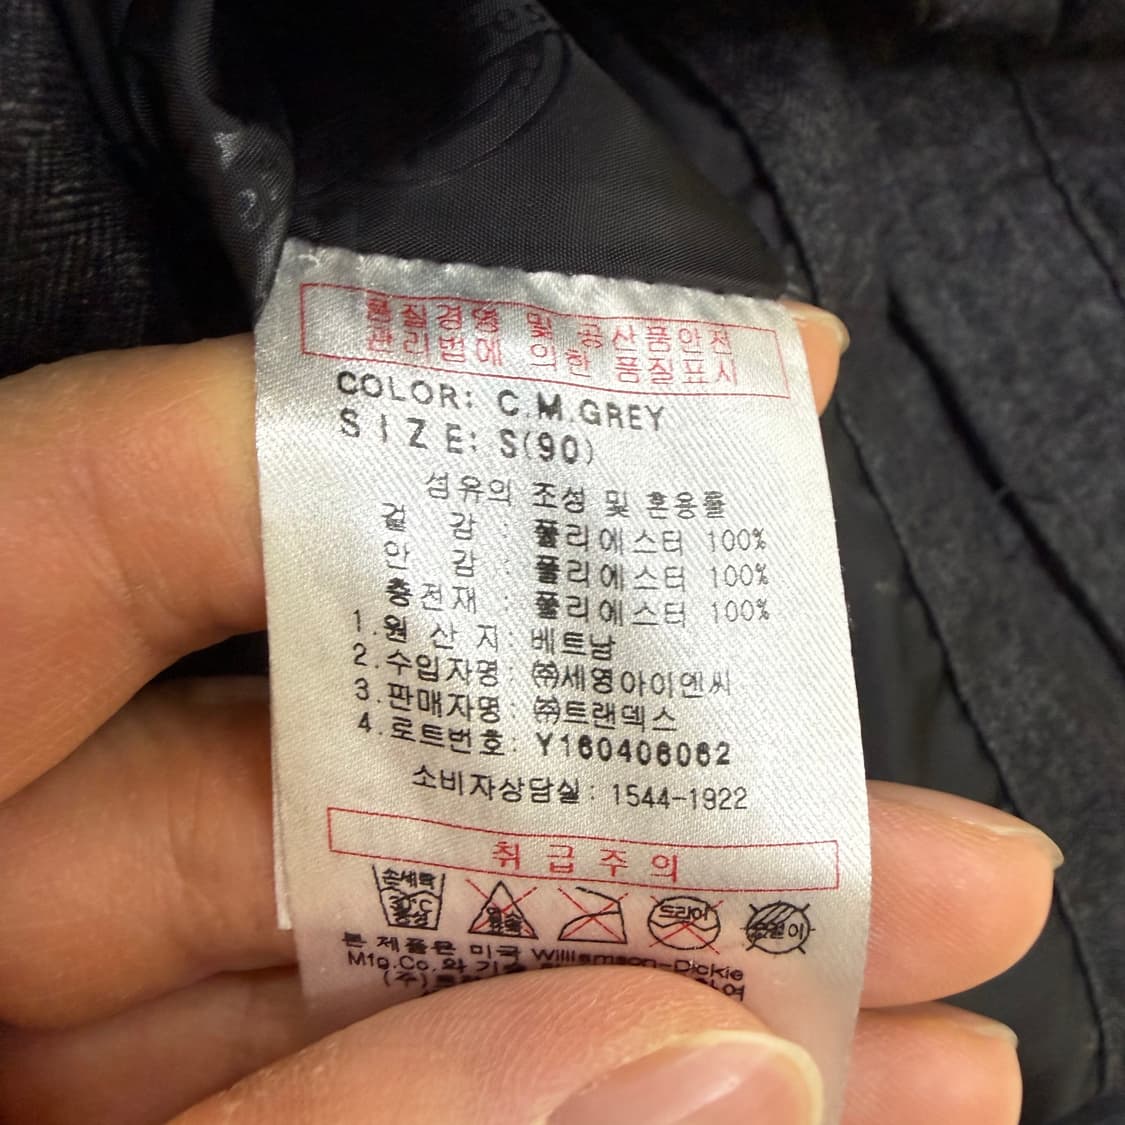 품질경영 및 공산품안전
관리법에 의한 품질표시
COLOR: C.M.GREY
SIZE: S(90)
섬유의 조성 및 혼용률
겉 감 : 폴리에스터 100%
안 감 : 폴리에스터 100%
충전재 : 폴리에스터 100%
1.원 산 지: 베트남
2.수입자명: ㈜세영아이엔씨
3.판매자명: ㈜트랜덱스
4.로트번호: Y160406062
소비자상담실: 1544-1922
취급주의
손세탁 염소 드라이
30℃
중성
본 제품은 미국 Williamson-Dickie
Mfg.Co.와 기술
(주)
하여